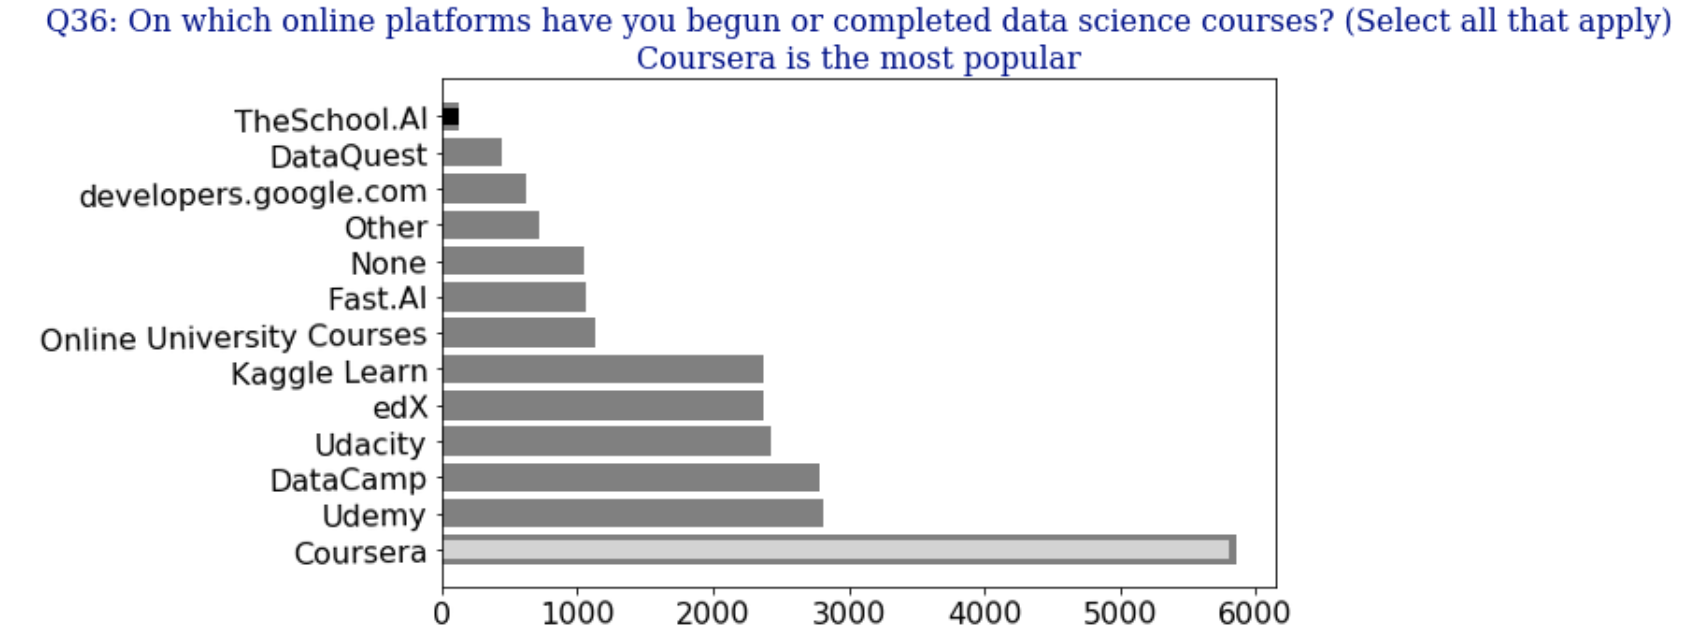 Q36: On which online platforms have you begun or completed data science courses? (Select all that apply)
Coursera is the most popular
TheSchool.AI
DataQuest
developers.google.com
Other
None
Fast.AI
Online University Courses
Kaggle Learn
edX
Udacity
DataCamp
Udemy
Coursera
0 1000 2000 3000 4000 5000 6000